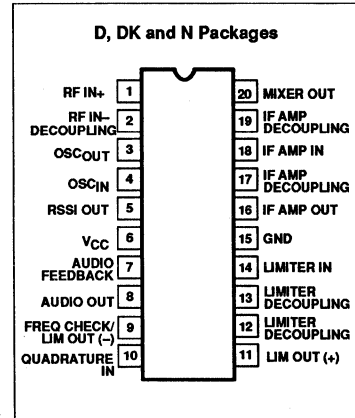 D, DK and N Packages
RF IN+ 1
RF IN–
DECOUPLING 2
OSCOUT 3
OSCIN 4
RSSI OUT 5
VCC 6
AUDIO
FEEDBACK 7
AUDIO OUT 8
FREQ CHECK/
LIM OUT (–) 9
QUADRATURE
IN 10
20 MIXER OUT
19 IF AMP
DECOUPLING
18 IF AMP IN
17 IF AMP
DECOUPLING
16 IF AMP OUT
15 GND
14 LIMITER IN
13 LIMITER
DECOUPLING
12 LIMITER
DECOUPLING
11 LIM OUT (+)